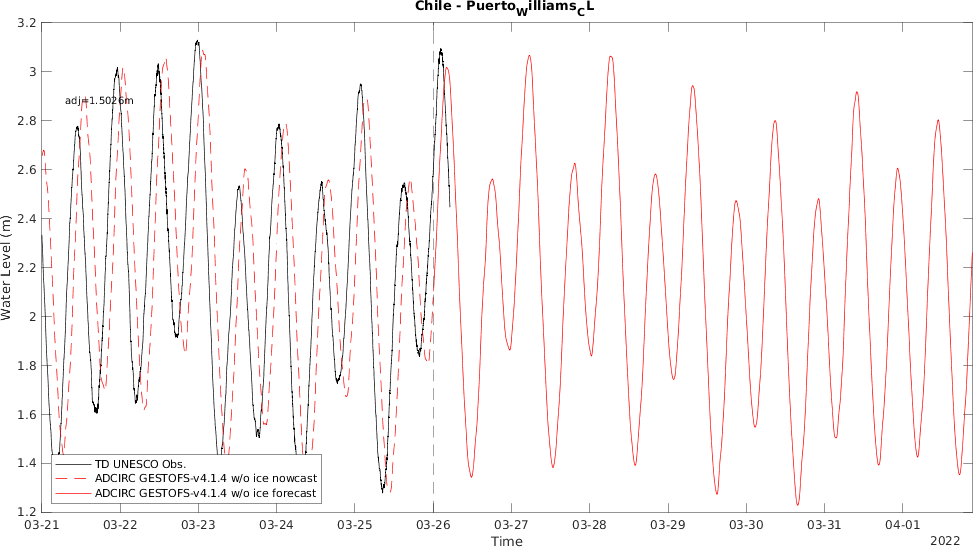 Chile - PuertoWilliamsCL
3.2
3
adj=1.5026m
2.8
2.6
2.4
2.2
2
1.8
1.6
1.4
1.2
Water Level (m)
TD UNESCO Obs.
ADCIRC GESTOFS-v4.1.4 w/o ice nowcast
ADCIRC GESTOFS-v4.1.4 w/o ice forecast
03-21 03-22 03-23 03-24 03-25 03-26 03-27 03-28 03-29 03-30 03-31 04-01
Time
2022